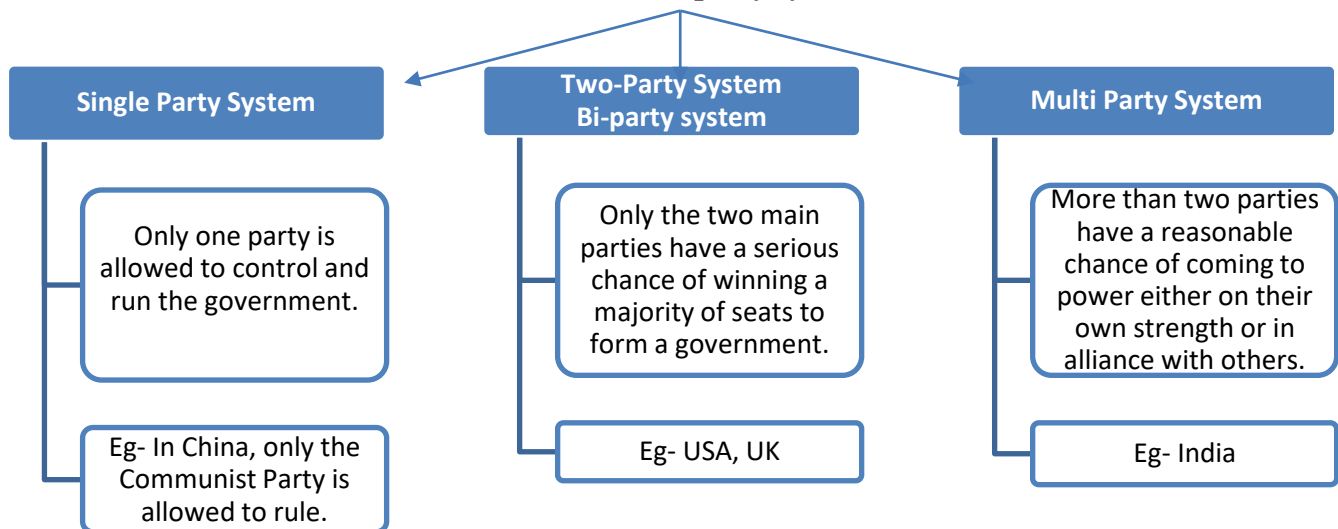 Single Party System
Only one party is
allowed to control and
run the government.
Eg- In China, only the
Communist Party is
allowed to rule.
Two-Party System
Bi-party system
Only the two main
parties have a serious
chance of winning a
majority of seats to
form a government.
Eg- USA, UK
Multi Party System
More than two parties
have a reasonable
chance of coming to
power either on their
own strength or in
alliance with others.
Eg- India